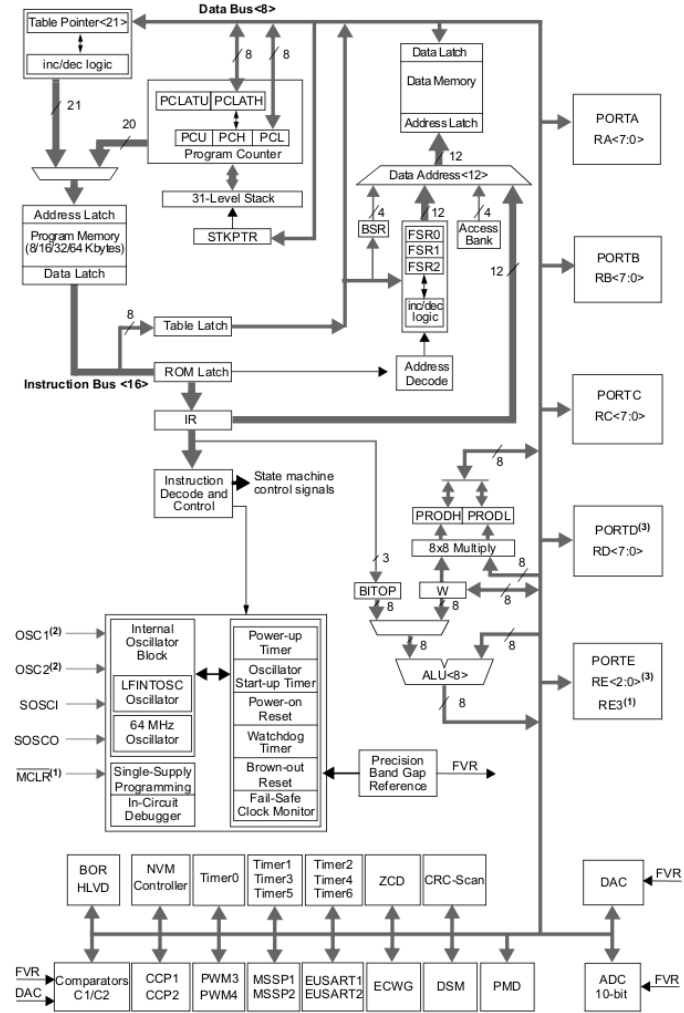 Data Bus<8>
Table Pointer<21>
inc/dec logic
21
20
8
8
PCLATU PCLATH
PCU PCH PCL
Program Counter
31-Level Stack
STKPTR
Data Latch
Data Memory
Address Latch
12
Data Address<12>
4
12
4
BSR
FSR0
FSR1
FSR2
inc/dec
logic
Access
Bank
12
Address
Decode
PORTA
RA<7:0>
PORTB
RB<7:0>
PORTC
RC<7:0>
PORTD(3)
RD<7:0>
PORTE
RE<2:0>(3)
RE3(1)
Address Latch
Program Memory
(8/16/32/64 Kbytes)
Data Latch
8
Table Latch
ROM Latch
Instruction Bus <16>
IR
Instruction
Decode and
Control
State machine
control signals
8
PRODH PRODL
8x8 Multiply
8
3
BITOP
W
8
8
8
8
8
ALU<8>
8
OSC1(2)
OSC2(2)
SOSCI
SOSCO
MCLR(1)
Internal
Oscillator
Block
LFINTOSC
Oscillator
64 MHz
Oscillator
Single-Supply
Programming
In-Circuit
Debugger
Power-up
Timer
Oscillator
Start-up Timer
Power-on
Reset
Watchdog
Timer
Brown-out
Reset
Fail-Safe
Clock Monitor
Precision
Band Gap
Reference
FVR
BOR
HLVD
NVM
Controller
Timer0
Timer1
Timer3
Timer5
Timer2
Timer4
Timer6
ZCD
CRC-Scan
DAC
FVR
FVR
DAC
Comparators
C1/C2
CCP1
CCP2
PWM3
PWM4
MSSP1
MSSP2
EUSART1
EUSART2
ECWG
DSM
PMD
ADC
10-bit
FVR